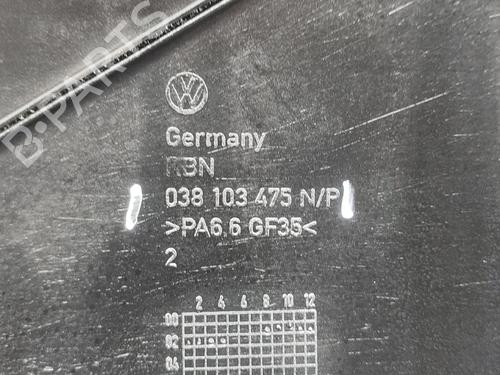 B-PARTS
Germany
RBN
038 103 475 N/P
>PA6.6 GF35<
2
2 4 6 8 10 12
00
02
04